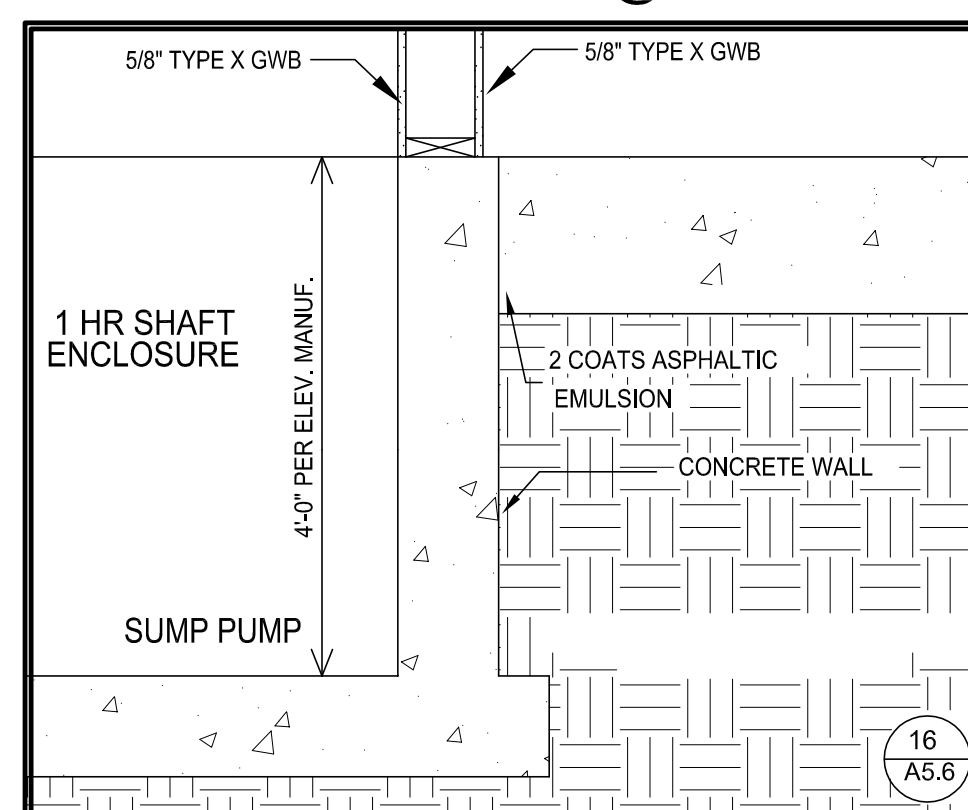 5/8" TYPE X GWB
5/8" TYPE X GWB
1 HR SHAFT
ENCLOSURE
4'-0" PER ELEV. MANUF.
2 COATS ASPHALTIC
EMULSION
CONCRETE WALL
SUMP PUMP
16
A5.6